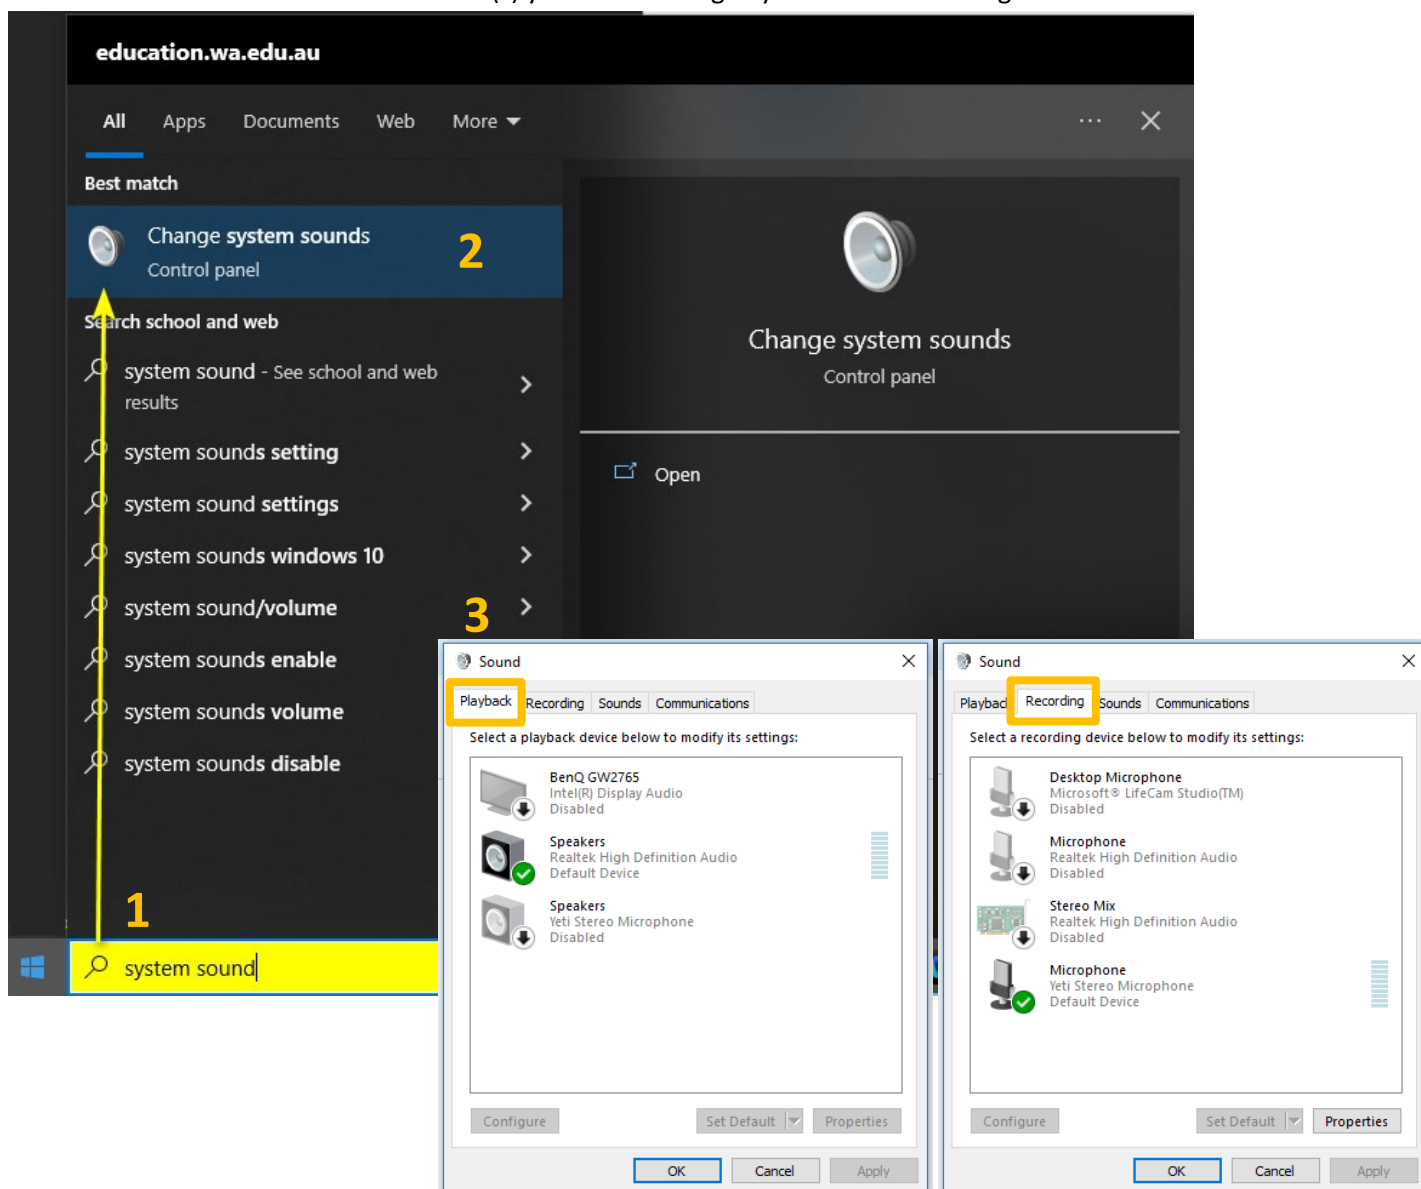 education.wa.edu.au
All Apps Documents Web More
Best match
Change system sounds
Control panel
2
Search school and web
system sound - See school and web
results
system sounds setting
system sound settings
system sounds windows 10
system sound/volume
system sounds enable
system sounds volume
system sounds disable
1
system sound
Change system sounds
Control panel
Open
3
Sound
Playback Recording Sounds Communications
Select a playback device below to modify its settings:
BenQ GW2765
Intel(R) Display Audio
Disabled
Speakers
Realtek High Definition Audio
Default Device
Speakers
Yeti Stereo Microphone
Disabled
Configure Set Default Properties
OK Cancel Apply
Sound
Playback Recording Sounds Communications
Select a recording device below to modify its settings:
Desktop Microphone
Microsoft® LifeCam Studio(TM)
Disabled
Microphone
Realtek High Definition Audio
Disabled
Stereo Mix
Realtek High Definition Audio
Disabled
Microphone
Yeti Stereo Microphone
Default Device
Configure Set Default Properties
OK Cancel Apply